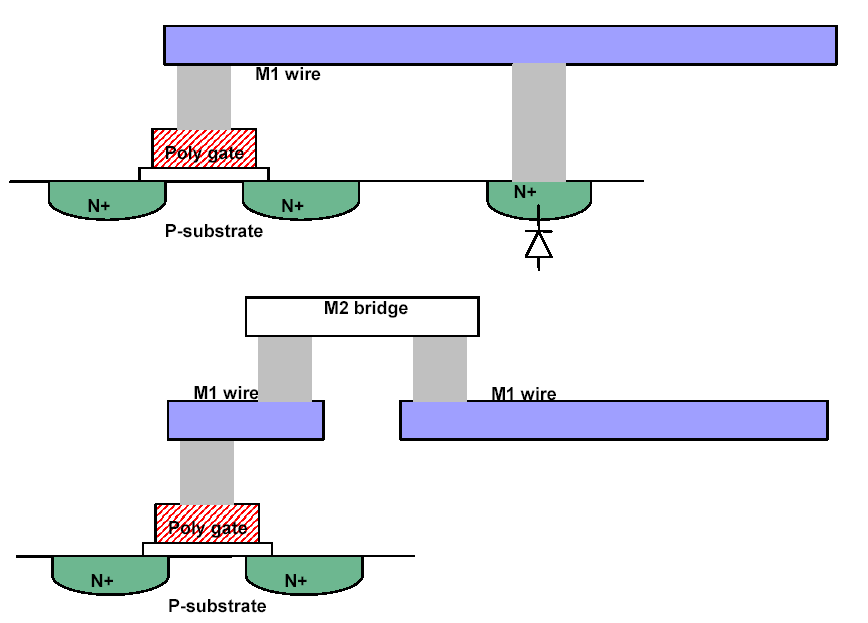 M1 wire
Poly gate
N+
N+
N+
P-substrate
M2 bridge
M1 wire
M1 wire
Poly gate
N+
N+
P-substrate